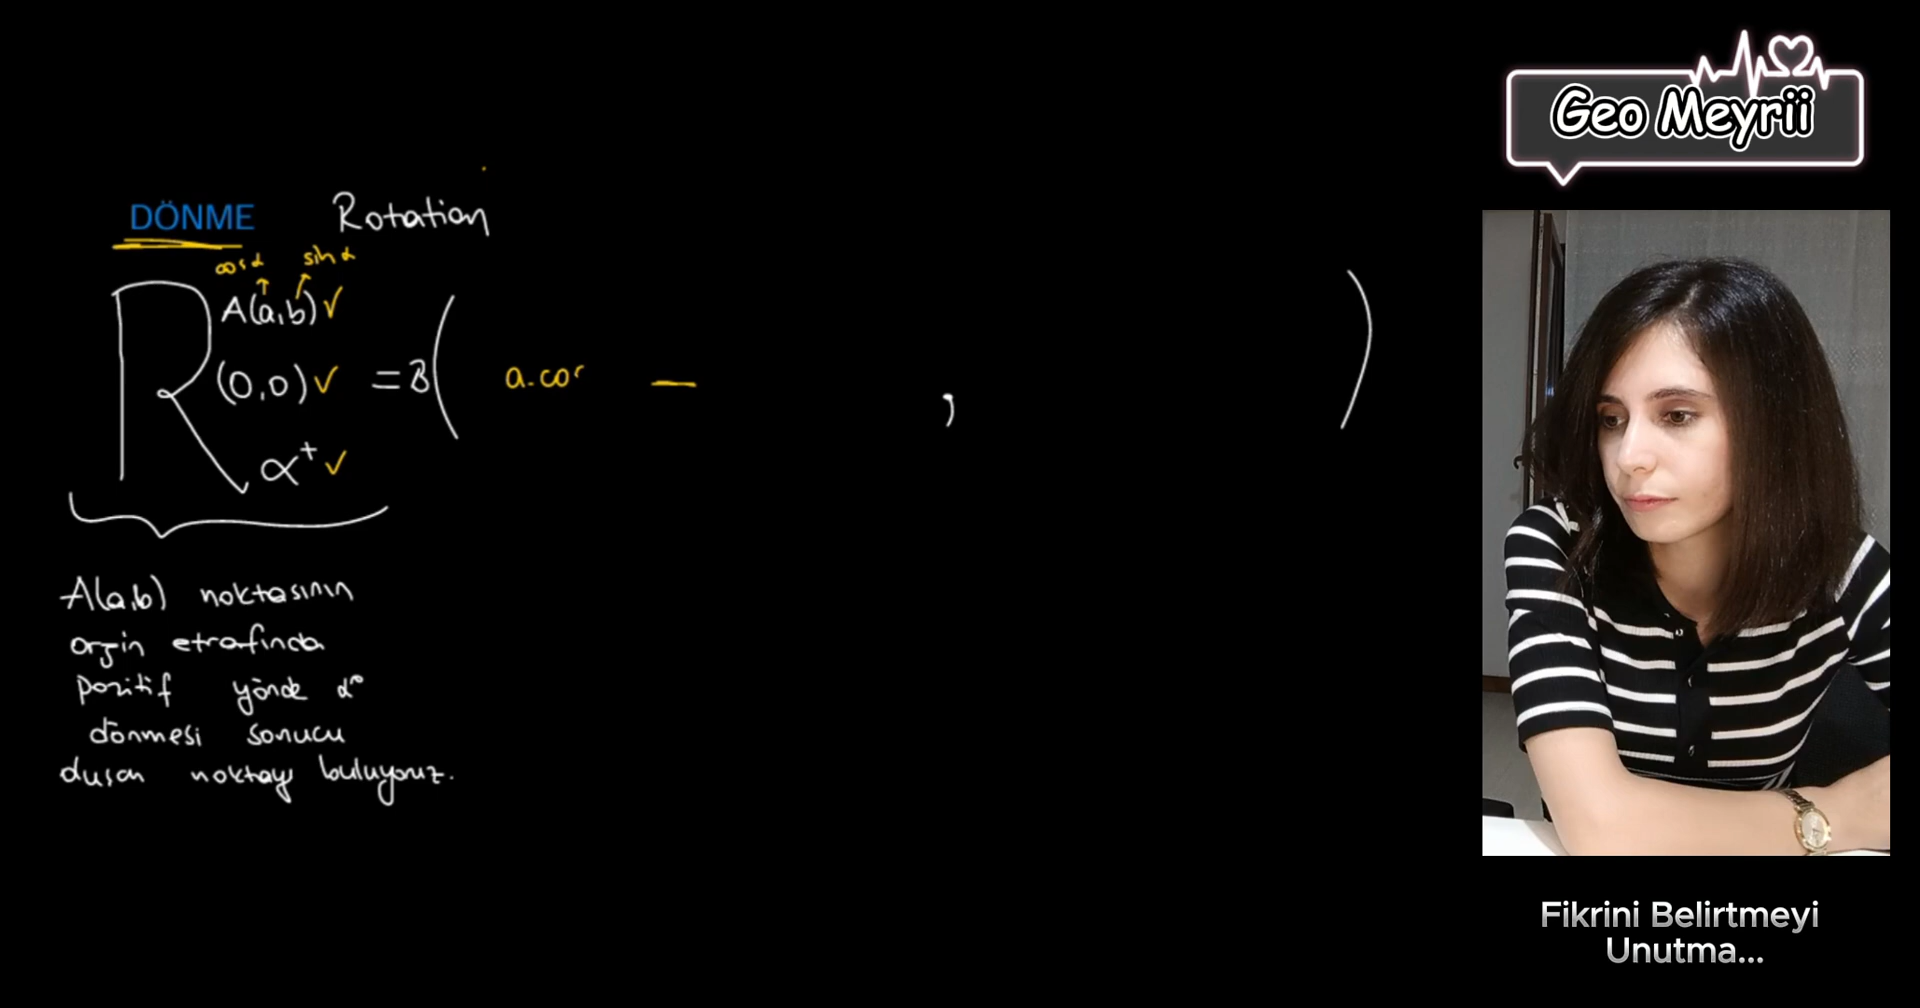 Geo Meyrii
DÖNME Rotation
cos α sin α
A(a,b) ✓
(0,0) ✓ = B( a.cos — , )
α⁺ ✓
R
A(a,b) noktasının
orjin etrafında
pozitif yönde α°
dönmesi sonucu
düşen noktayı buluyoruz.
Fikrini Belirtmeyi
Unutma...